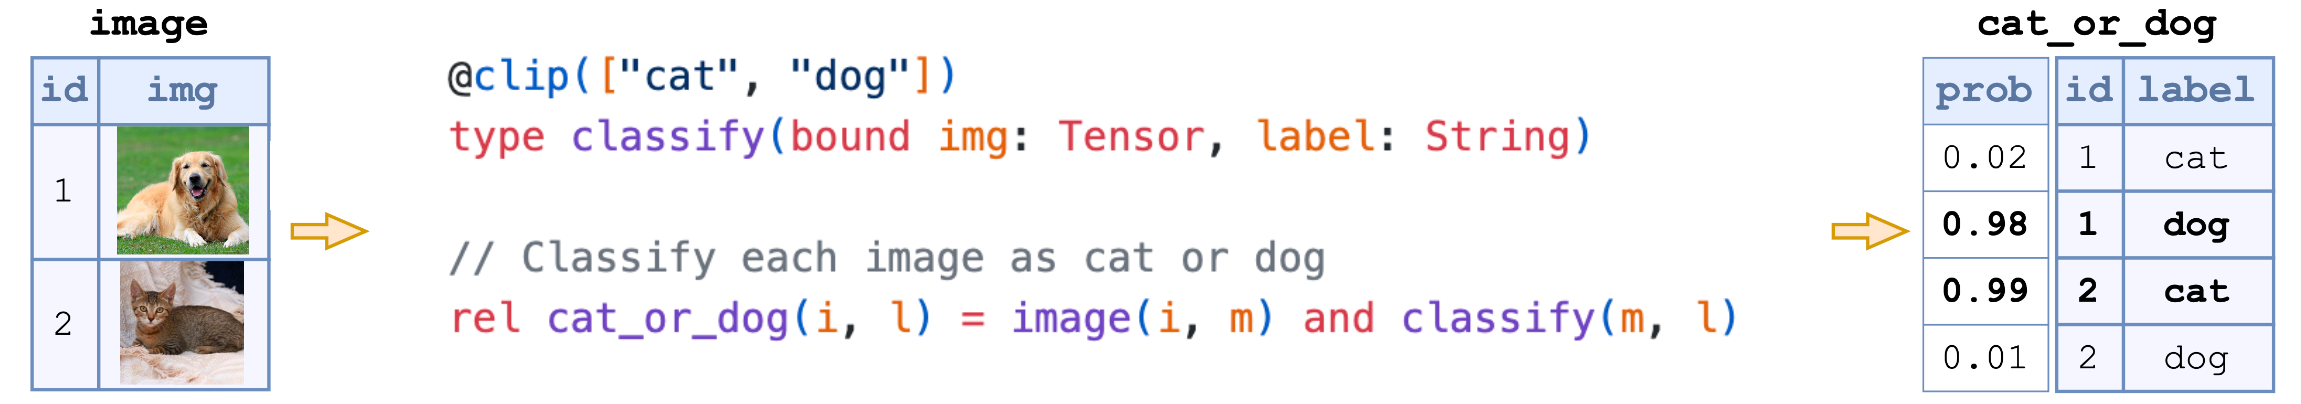 image
id img
1
2
@clip(["cat", "dog"])
type classify(bound img: Tensor, label: String)
// Classify each image as cat or dog
rel cat_or_dog(i, l) = image(i, m) and classify(m, l)
cat_or_dog
prob id label
0.02 1 cat
0.98 1 dog
0.99 2 cat
0.01 2 dog